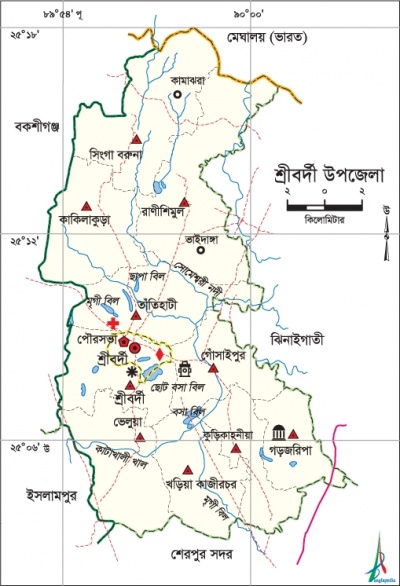 ৮৯°৫৪' পূ
৯০°০০'
২৫°১৮'
মেঘালয় (ভারত)
কামাঝরা
বকশীগঞ্জ
সিংগা বরুনা
শ্রীবর্দী উপজেলা
২ ০ ২
কিলোমিটার
কাকিলাকুড়া
রাণীশিমুল
উ
২৫°১২'
ভাইদাঙ্গা
সোমেশ্বরী নদী
ছাপা বিল
মৃগী বিল
তাঁতিহাটী
পৌরসভা
ঝিনাইগাতী
শ্রীবর্দী
গোঁসাইপুর
ছোট বসা বিল
শ্রীবর্দী
বসা বিল
ভেলুয়া
কুড়িকাহনীয়া
২৫°০৬' উ
কাটাখালী খাল
গড়জরিপা
খড়িয়া কাজীরচর
ইসলামপুর
মৃগী বিল
শেরপুর সদর
Banglapedia